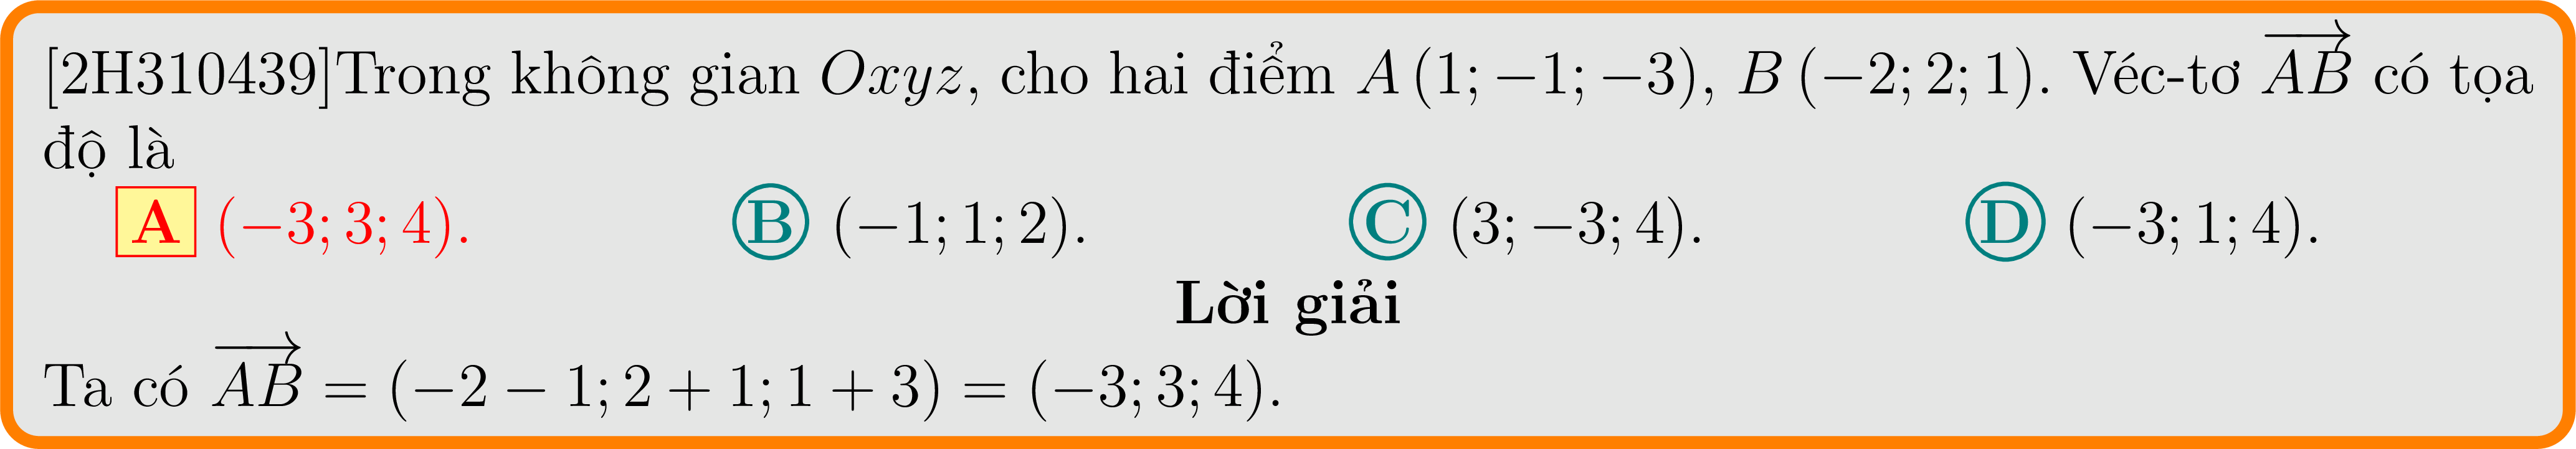 [2H310439]Trong không gian Oxyz, cho hai điểm A (1; −1; −3), B (−2; 2; 1). Véc-tơ \overrightarrow{AB} có tọa
độ là
A (−3; 3; 4). B (−1; 1; 2). C (3; −3; 4). D (−3; 1; 4).
Lời giải
Ta có \overrightarrow{AB} = (−2 − 1; 2 + 1; 1 + 3) = (−3; 3; 4).